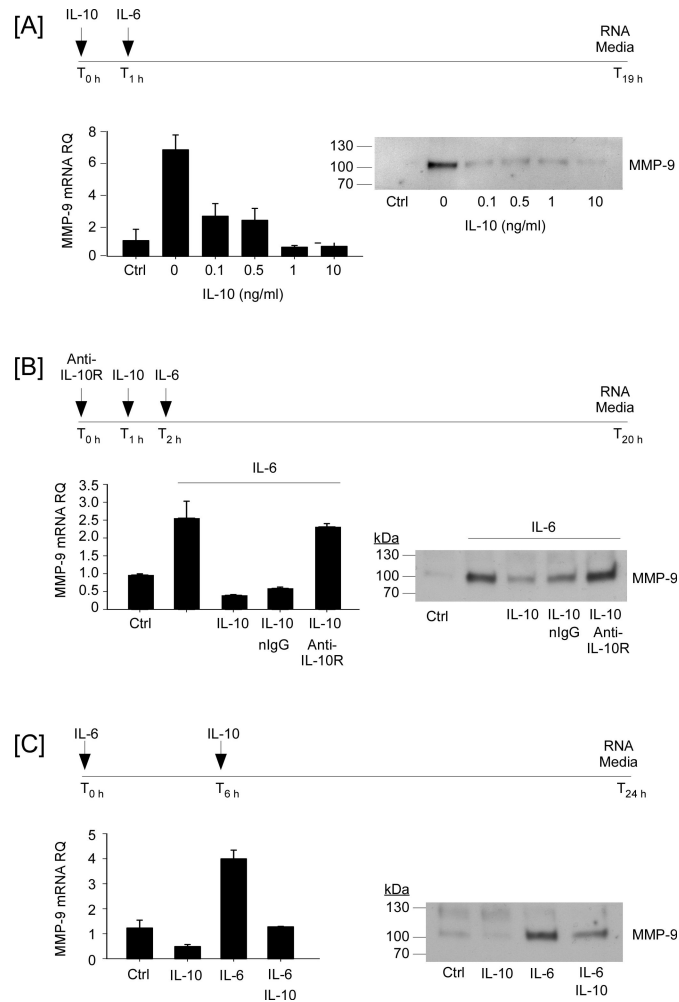 [A]
IL-10 IL-6
RNA
Media
T0 h T1 h T19 h
MMP-9 mRNA RQ
8
6
4
2
0
Ctrl 0 0.1 0.5 1 10
IL-10 (ng/ml)
130
100
70
MMP-9
Ctrl 0 0.1 0.5 1 10
IL-10 (ng/ml)
[B]
Anti-
IL-10R IL-10 IL-6
RNA
Media
T0 h T1 h T2 h T20 h
IL-6
MMP-9 mRNA RQ
3.5
3.0
2.5
2.0
1.5
1.0
0.5
0
Ctrl IL-10 IL-10 IL-10
nIgG Anti-
IL-10R
IL-6
kDa
130
100
70
MMP-9
Ctrl IL-10 IL-10 IL-10
nIgG Anti-
IL-10R
[C]
IL-6 IL-10
RNA
Media
T0 h T6 h T24 h
MMP-9 mRNA RQ
5
4
3
2
1
0
Ctrl IL-10 IL-6 IL-6
IL-10
kDa
130
100
70
MMP-9
Ctrl IL-10 IL-6 IL-6
IL-10